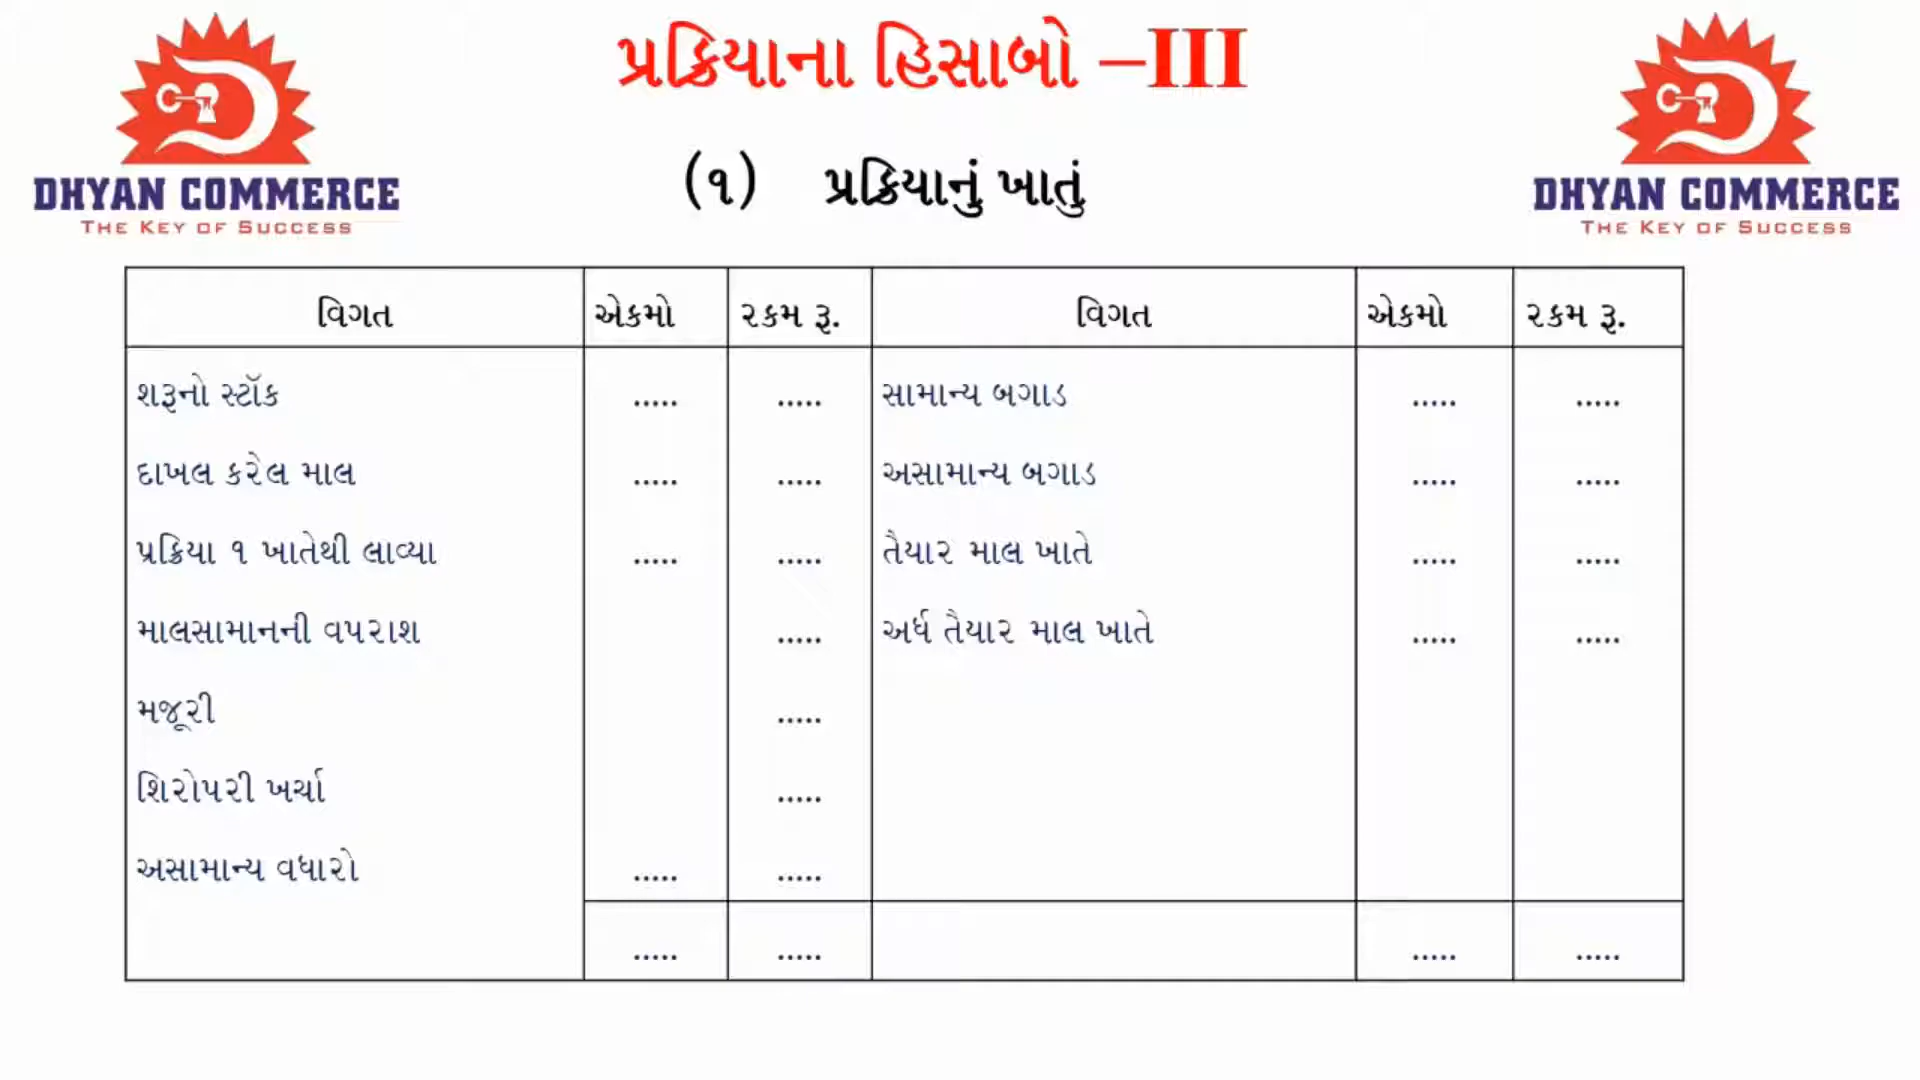 પ્રક્રિયાના હિસાબો –III
DHYAN COMMERCE
THE KEY OF SUCCESS
DHYAN COMMERCE
THE KEY OF SUCCESS
(૧) પ્રક્રિયાનું ખાતું
વિગત એકમો રકમ રૂ. વિગત એકમો રકમ રૂ.
શરૂનો સ્ટૉક ..... ..... સામાન્ય બગાડ ..... .....
દાખલ કરેલ માલ ..... ..... અસામાન્ય બગાડ ..... .....
પ્રક્રિયા ૧ ખાતેથી લાવ્યા ..... ..... તૈયાર માલ ખાતે ..... .....
માલસામાનની વપરાશ ..... અર્ધ તૈયાર માલ ખાતે ..... .....
મજૂરી .....
શિરોપરી ખર્ચા .....
અસામાન્ય વધારો ..... .....
..... ..... ..... .....